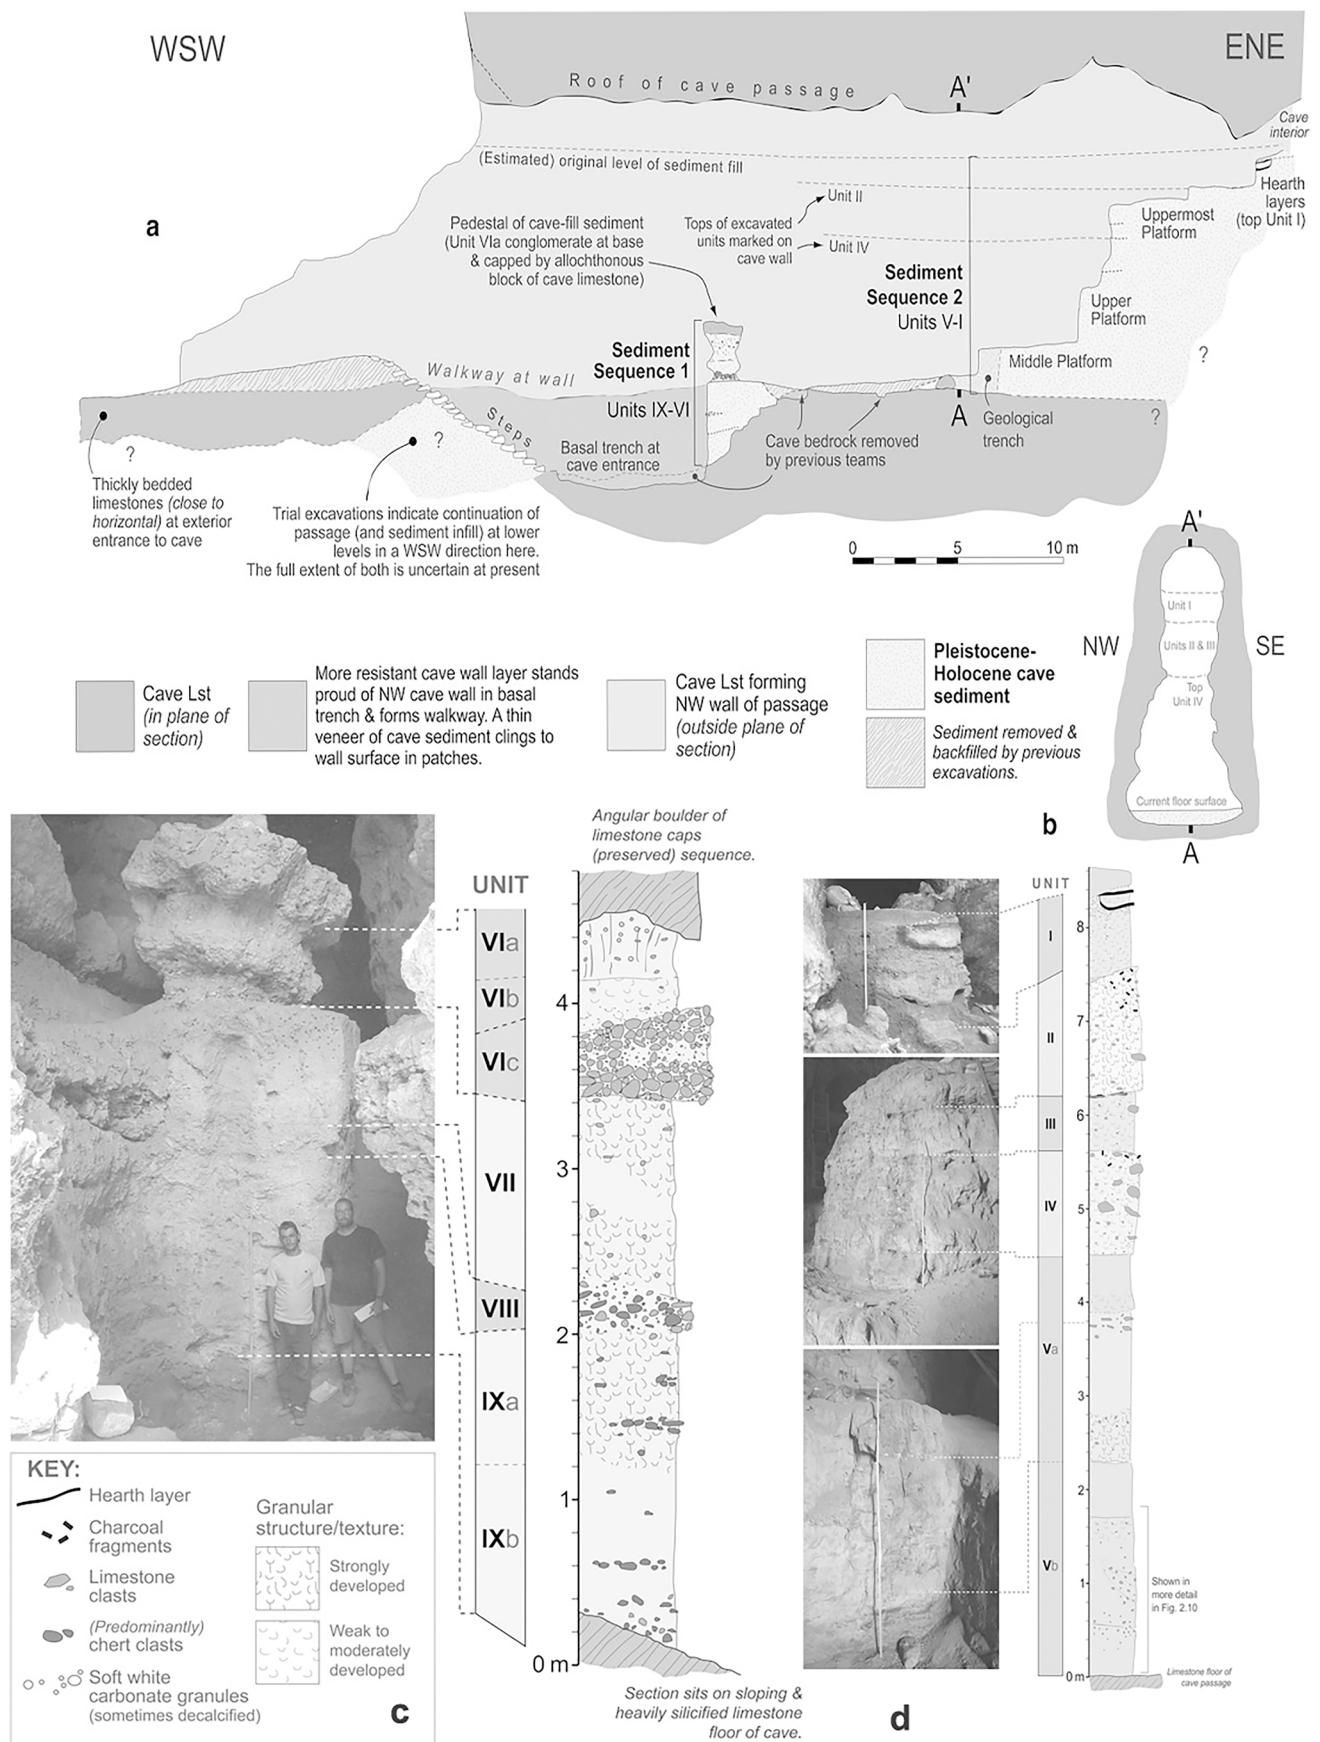 WSW
ENE
Roof of cave passage
A'
Cave
interior
(Estimated) original level of sediment fill
Hearth
layers
(top Unit I)
Unit II
Tops of excavated
units marked on
cave wall
Unit IV
Uppermost
Platform
a
Pedestal of cave-fill sediment
(Unit VIa conglomerate at base
& capped by allochthonous
block of cave limestone)
Sediment
Sequence 2
Units V-I
Upper
Platform
Sediment
Sequence 1
Units IX-VI
Middle Platform
?
Walkway at wall
Steps
A
Geological
trench
?
Basal trench at
cave entrance
Cave bedrock removed
by previous teams
?
?
Thickly bedded
limestones (close to
horizontal) at exterior
entrance to cave
Trial excavations indicate continuation of
passage (and sediment infill) at lower
levels in a WSW direction here.
The full extent of both is uncertain at present
0 5 10 m
A'
Unit I
NW
Units II & III
SE
Top
Unit IV
Current floor surface
b
A
Cave Lst
(in plane of
section)
More resistant cave wall layer stands
proud of NW cave wall in basal
trench & forms walkway. A thin
veneer of cave sediment clings to
wall surface in patches.
Cave Lst forming
NW wall of passage
(outside plane of
section)
Pleistocene-
Holocene cave
sediment
Sediment removed &
backfilled by previous
excavations.
Angular boulder of
limestone caps
(preserved) sequence.
UNIT
VIa
VIb
VIc
VII
VIII
IXa
IXb
4
3
2
1
0 m
Section sits on sloping &
heavily silicified limestone
floor of cave.
KEY:
Hearth layer
Charcoal
fragments
Limestone
clasts
(Predominantly)
chert clasts
Soft white
carbonate granules
(sometimes decalcified)
Granular
structure/texture:
Strongly
developed
Weak to
moderately
developed
c
UNIT
I
II
III
IV
Va
Vb
8
7
6
5
4
3
2
1
0 m
Shown in
more detail
in Fig. 2.10
Limestone floor of
cave passage
d